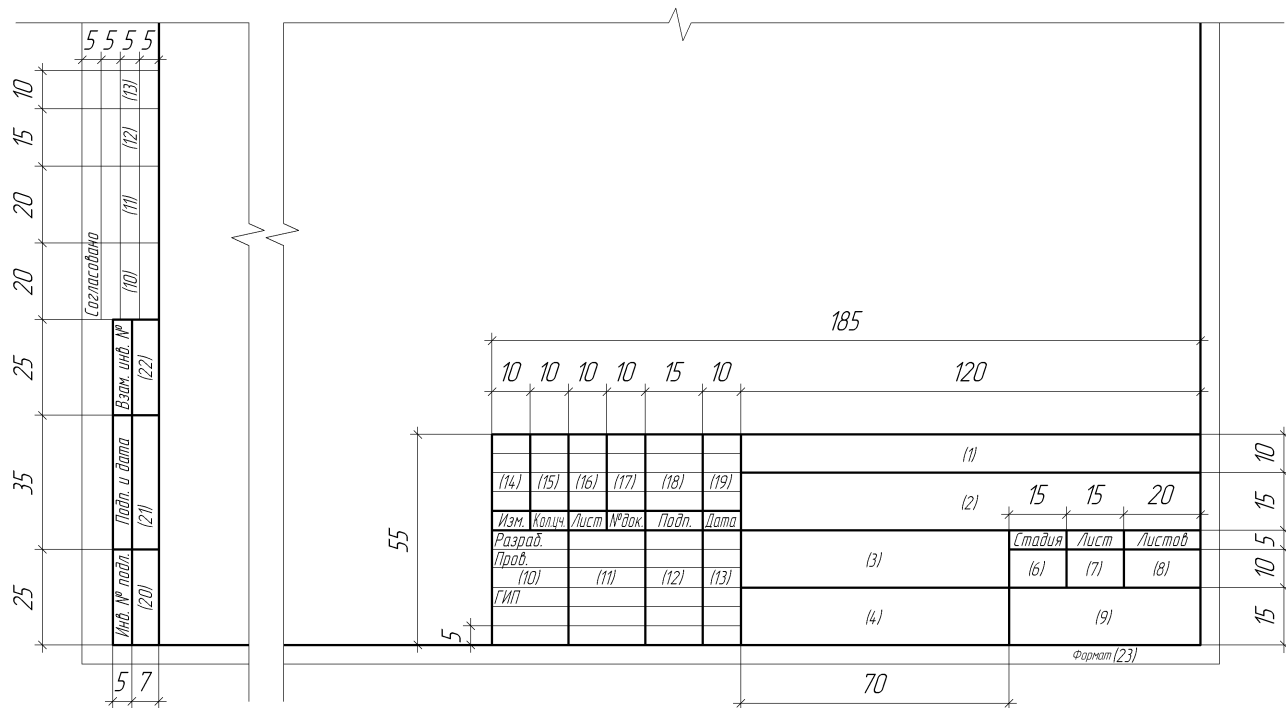 5 5 5 5
10
15
20
20
25
35
25
(13)
(12)
(11)
(10)
Согласовано
Взам. инв. №
(22)
Подп. и дата
(21)
Инв. № подл.
(20)
5 7
185
10 10 10 10 15 10 120
55
5
(14) (15) (16) (17) (18) (19)
Изм. Кол.уч. Лист №док. Подп. Дата
Разраб.
Пров.
(10) (11) (12) (13)
ГИП
(1)
(2)
15 15 20
(3)
Стадия Лист Листов
(6) (7) (8)
(4)
(9)
10
15
5
10
15
Формат (23)
70